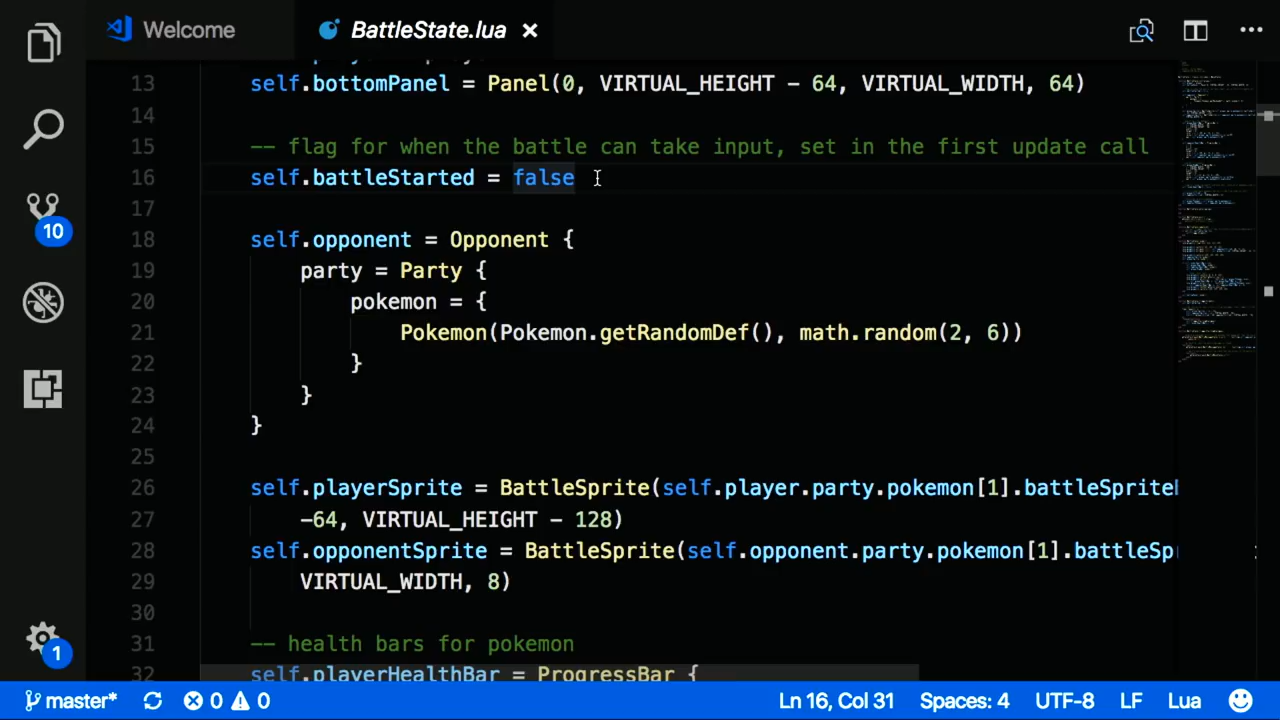 Welcome
BattleState.lua
13 self.bottomPanel = Panel(0, VIRTUAL_HEIGHT - 64, VIRTUAL_WIDTH, 64)
14
15 -- flag for when the battle can take input, set in the first update call
16 self.battleStarted = false
17
18 self.opponent = Opponent {
19 party = Party {
20 pokemon = {
21 Pokemon(Pokemon.getRandomDef(), math.random(2, 6))
22 }
23 }
24 }
25
26 self.playerSprite = BattleSprite(self.player.party.pokemon[1].battleSprite
27 -64, VIRTUAL_HEIGHT - 128)
28 self.opponentSprite = BattleSprite(self.opponent.party.pokemon[1].battleSp
29 VIRTUAL_WIDTH, 8)
30
31 -- health bars for pokemon
32 self.playerHealthBar = ProgressBar {
10
1
master* 0 0 Ln 16, Col 31 Spaces: 4 UTF-8 LF Lua